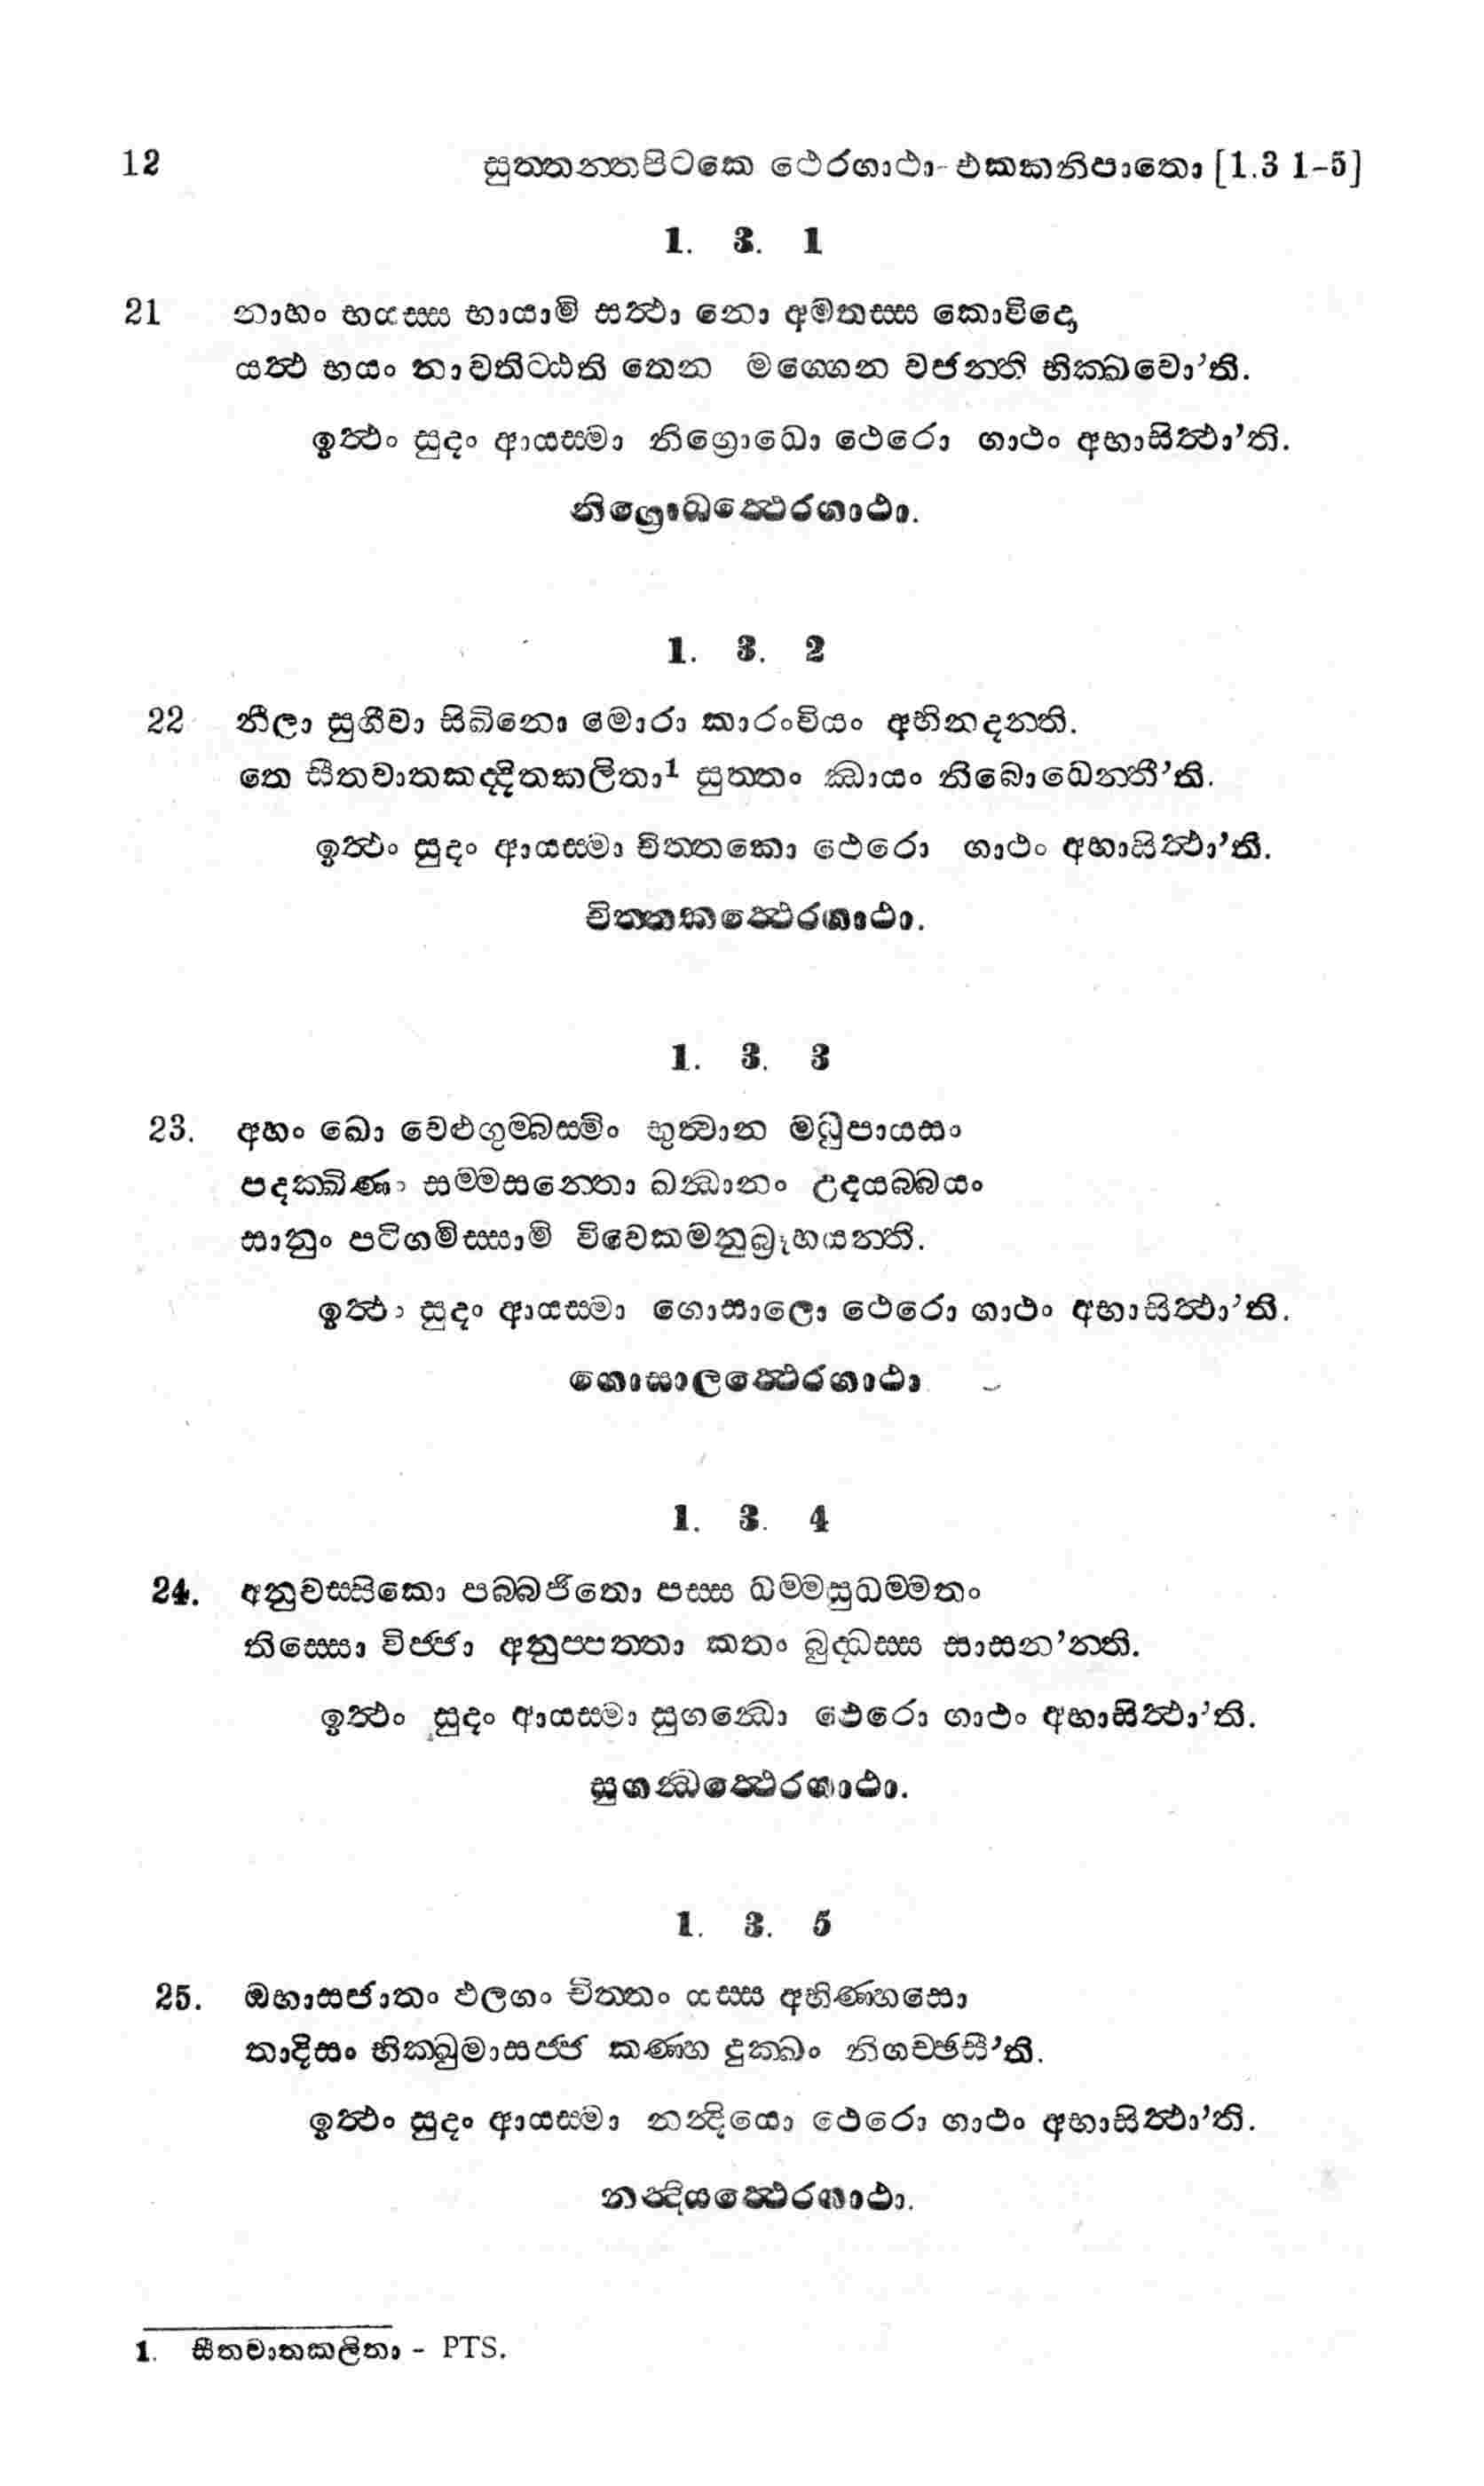 12 සුත්තන්තපිටකෙ ථෙරගාථා- එකකනිපාතො [1.3 1-5]
1. 3. 1
21 නාහං භයස්ස භායාමි සත්ථා නො අමතස්ස කොවිදො,
යත්ථ භයං නාවතිට්ඨති තෙන මග්ගෙන වජන්ති භික්ඛවො'ති.
ඉත්ථං සුදං ආයස්මා නිග්‍රොධො ථෙරො ගාථං අභාසිත්ථා'ති.
නිග්‍රොධත්ථෙරගාථා.
1. 3. 2
22 නීලා සුගීවා සිඛිනො මොරා කාරංවියං අභිනදන්ති.
තෙ සීතවාතකද්දිතකලිතා1 සුත්තං ඣායං නිබොධෙන්තී'ති.
ඉත්ථං සුදං ආයස්මා චිත්තකො ථෙරො ගාථං අභාසිත්ථා'ති.
චිත්තකත්ථෙරගාථා.
1. 3. 3
23. අහං ඛො වෙළුගුම්බස්මිං භුත්වාන මධුපායසං
පදක්ඛිණං සම්මසන්තො ඛන්ධානං උදයබ්බයං
සානුං පටිගමිස්සාමි විවෙකමනුබ්‍රූහයන්ති.
ඉත්ථං සුදං ආයස්මා ගොසාලො ථෙරො ගාථං අභාසිත්ථා'ති.
ගොසාලත්ථෙරගාථා
1. 3. 4
24. අනුවස්සිකො පබ්බජිතො පස්ස ධම්මසුධම්මතං
තිස්සො විජ්ජා අනුප්පත්තා කතං බුද්ධස්ස සාසන'න්ති.
ඉත්ථං සුදං ආයස්මා සුගන්ධො ථෙරො ගාථං අභාසිත්ථා'ති.
සුගන්ධත්ථෙරගාථා.
1. 3. 5
25. ඔභාසජාතං ඵලගං චිත්තං යස්ස අභිණ්හසො
තාදිසං භික්ඛුමාසජ්ජ කණ්හ දුක්ඛං නිගච්ඡසී'ති.
ඉත්ථං සුදං ආයස්මා නන්දියො ථෙරො ගාථං අභාසිත්ථා'ති.
නන්දියත්ථෙරගාථා.
1. සීතවාතකලිතා - PTS.